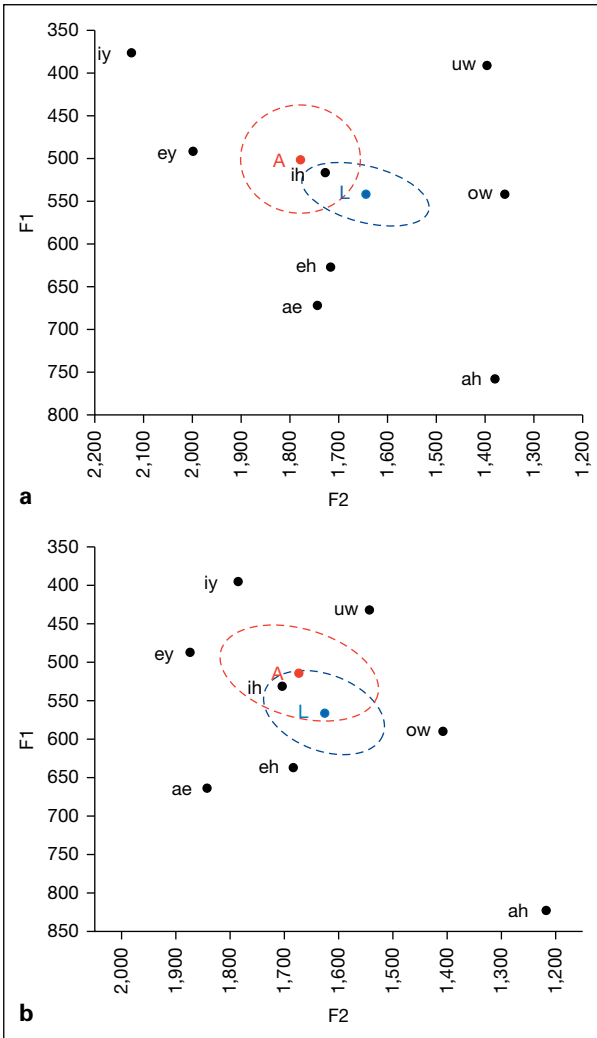 350
400
450
500
550
600
650
700
750
800
F1
iy
uw
ey
A
ih
L
ow
eh
ae
ah
2,200
2,100
2,000
1,900
1,800
1,700
1,600
1,500
1,400
1,300
1,200
a
F2
350
400
450
500
550
600
650
700
750
800
850
F1
iy
uw
ey
A
ih
L
ow
eh
ae
ah
2,000
1,900
1,800
1,700
1,600
1,500
1,400
1,300
1,200
b
F2